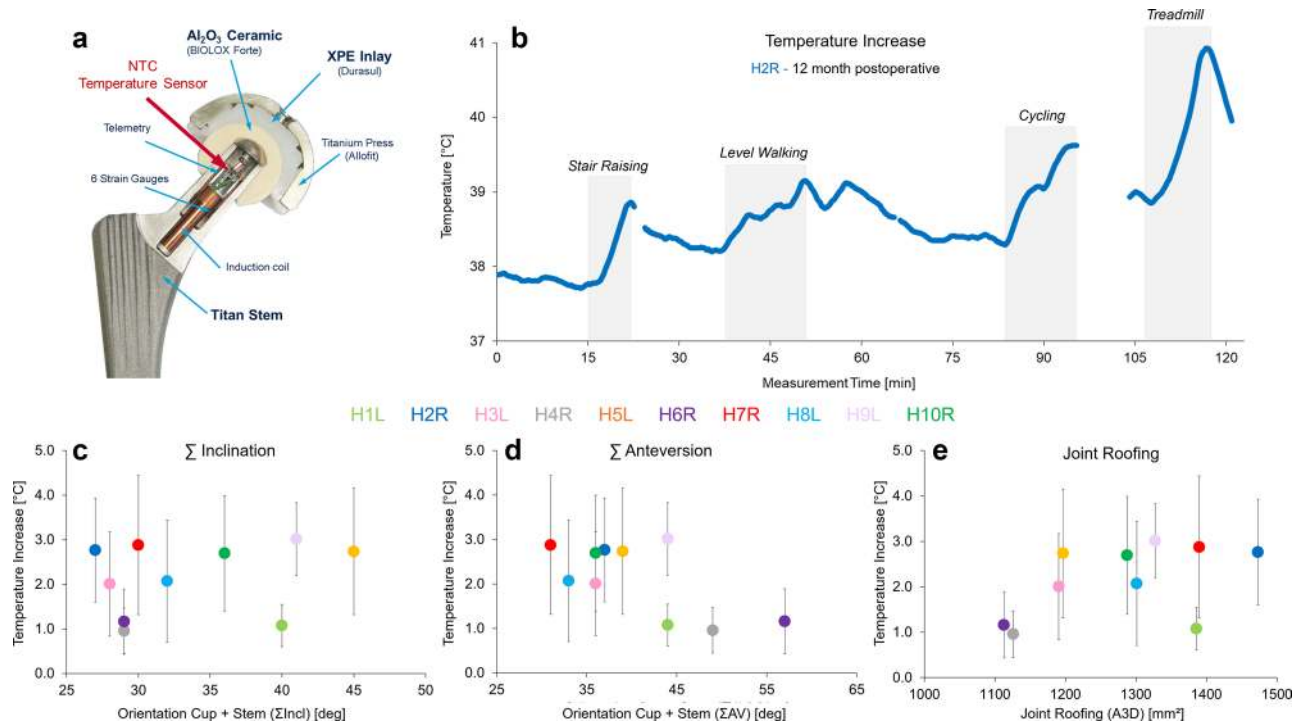 a
Al₂O₃ Ceramic
(BIOLOX Forte)
XPE Inlay
(Durasul)
NTC
Temperature Sensor
Telemetry
Titanium Press
(Allofit)
6 Strain Gauges
Induction coil
Titan Stem
b
Temperature Increase
H2R - 12 month postoperative
Treadmill
Cycling
Stair Raising
Level Walking
Temperature [°C]
41
40
39
38
37
0 15 30 45 60 75 90 105 120
Measurement Time [min]
H1L H2R H3L H4R H5L H6R H7R H8L H9L H10R
c
∑ Inclination
Temperature Increase [°C]
5.0
4.0
3.0
2.0
1.0
0.0
25 30 35 40 45 50
Orientation Cup + Stem (ΣIncl) [deg]
d
∑ Anteversion
Temperature Increase [°C]
5.0
4.0
3.0
2.0
1.0
0.0
25 35 45 55 65
Orientation Cup + Stem (ΣAV) [deg]
e
Joint Roofing
Temperature Increase [°C]
5.0
4.0
3.0
2.0
1.0
0.0
1000 1100 1200 1300 1400 1500
Joint Roofing (A3D) [mm²]